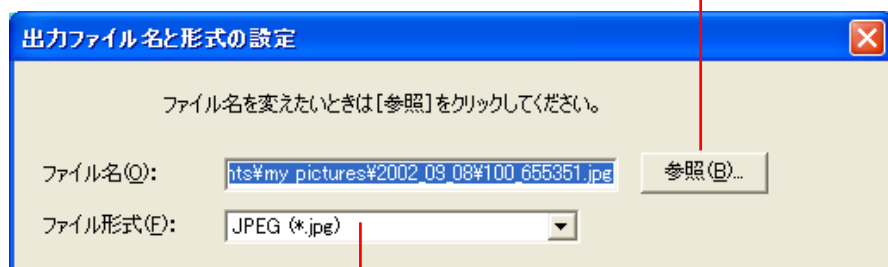 出力ファイル名と形式の設定
ファイル名を変えたいときは[参照]をクリックしてください。
ファイル名(O): nts¥my pictures¥2002_09_08¥100_655351.jpg 参照(B)...
ファイル形式(F): JPEG (*.jpg)